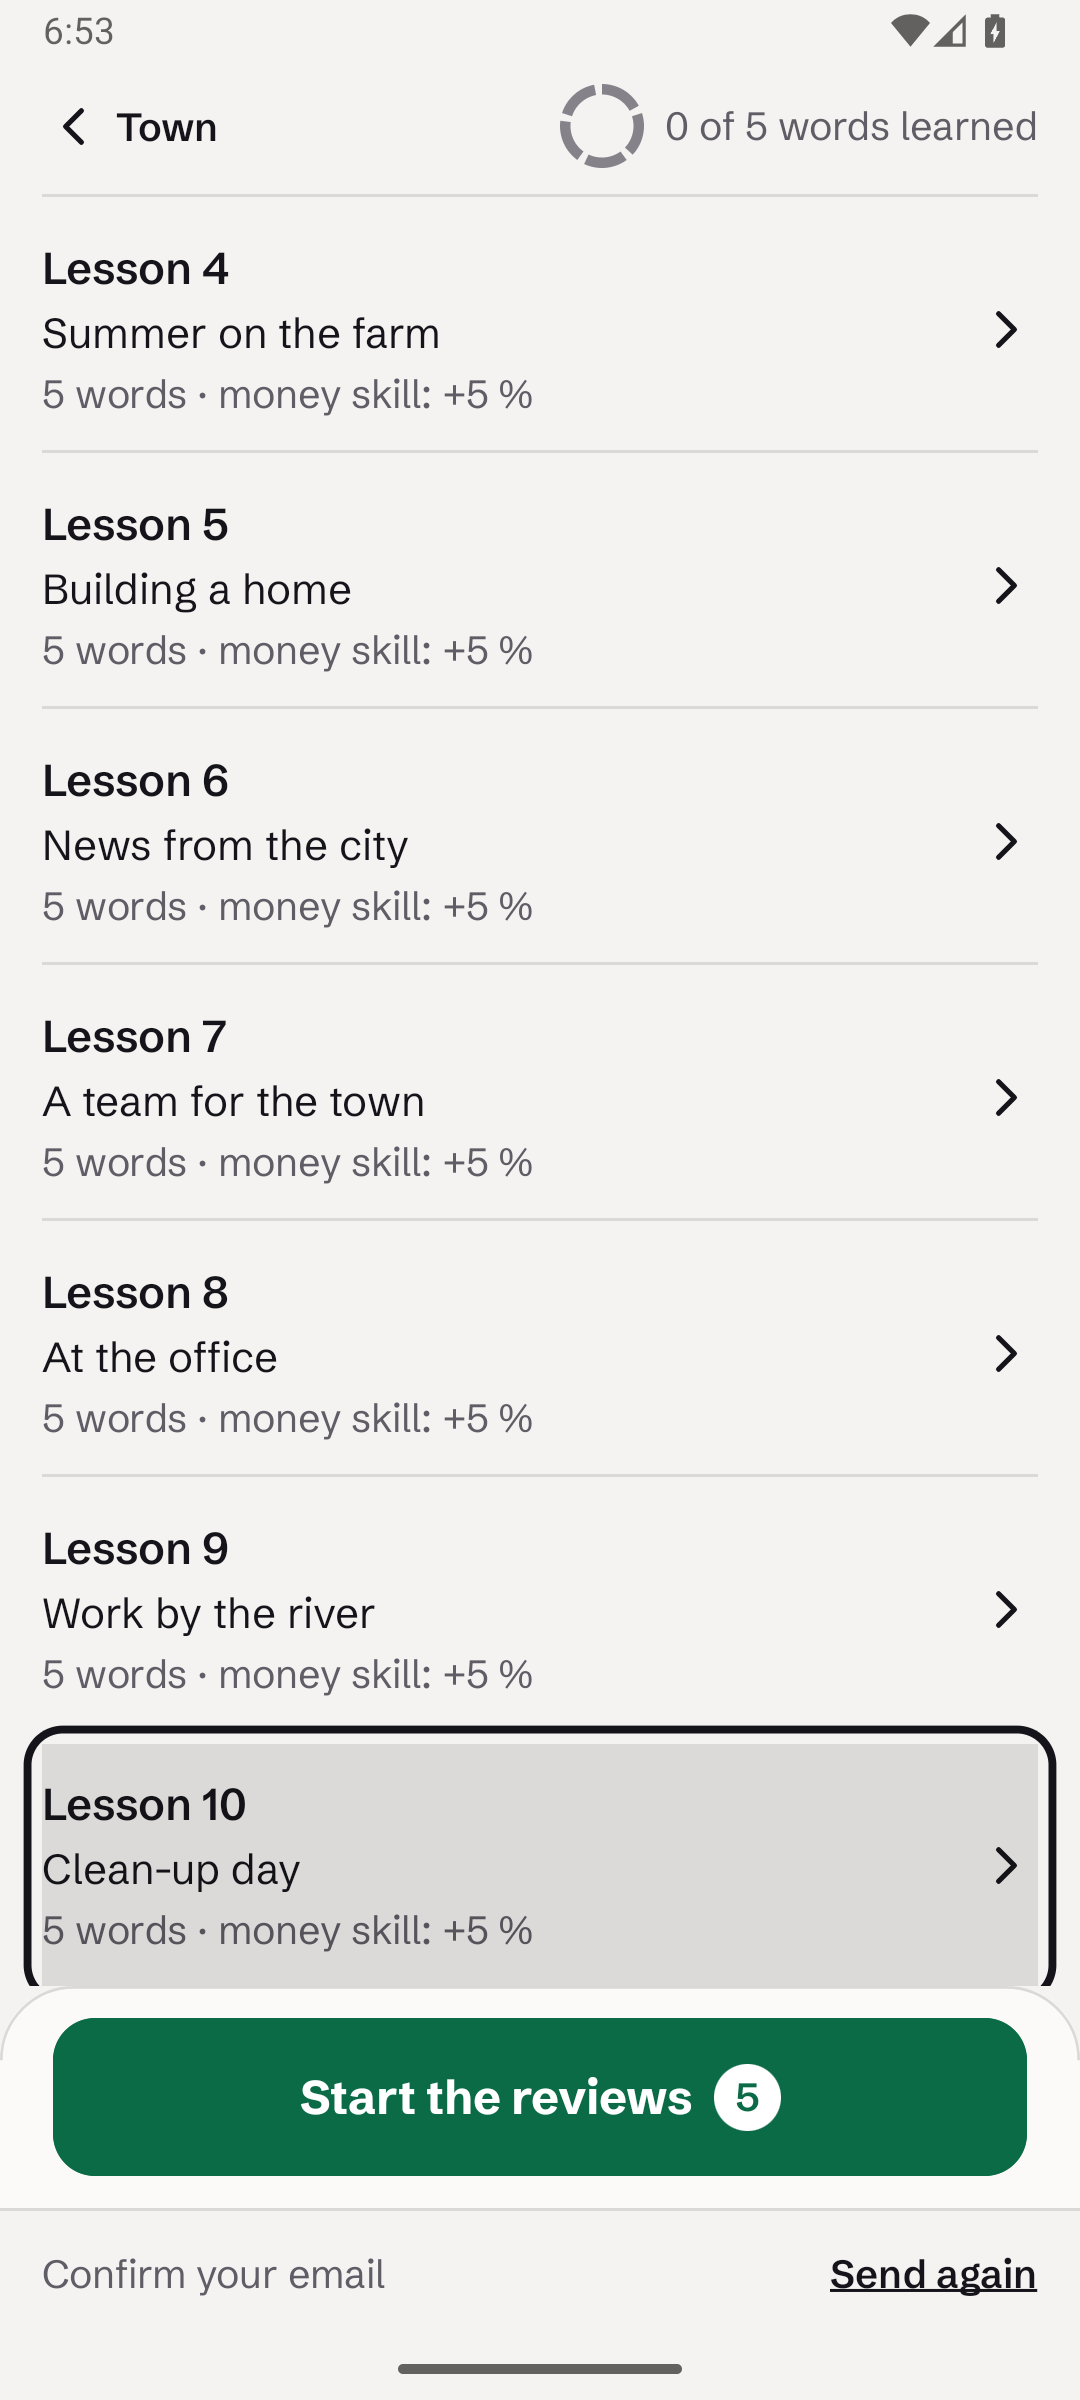 6:53
Town
0 of 5 words learned
Lesson 4
Summer on the farm
5 words · money skill: +5 %
Lesson 5
Building a home
5 words · money skill: +5 %
Lesson 6
News from the city
5 words · money skill: +5 %
Lesson 7
A team for the town
5 words · money skill: +5 %
Lesson 8
At the office
5 words · money skill: +5 %
Lesson 9
Work by the river
5 words · money skill: +5 %
Lesson 10
Clean-up day
5 words · money skill: +5 %
Start the reviews 5
Confirm your email
Send again